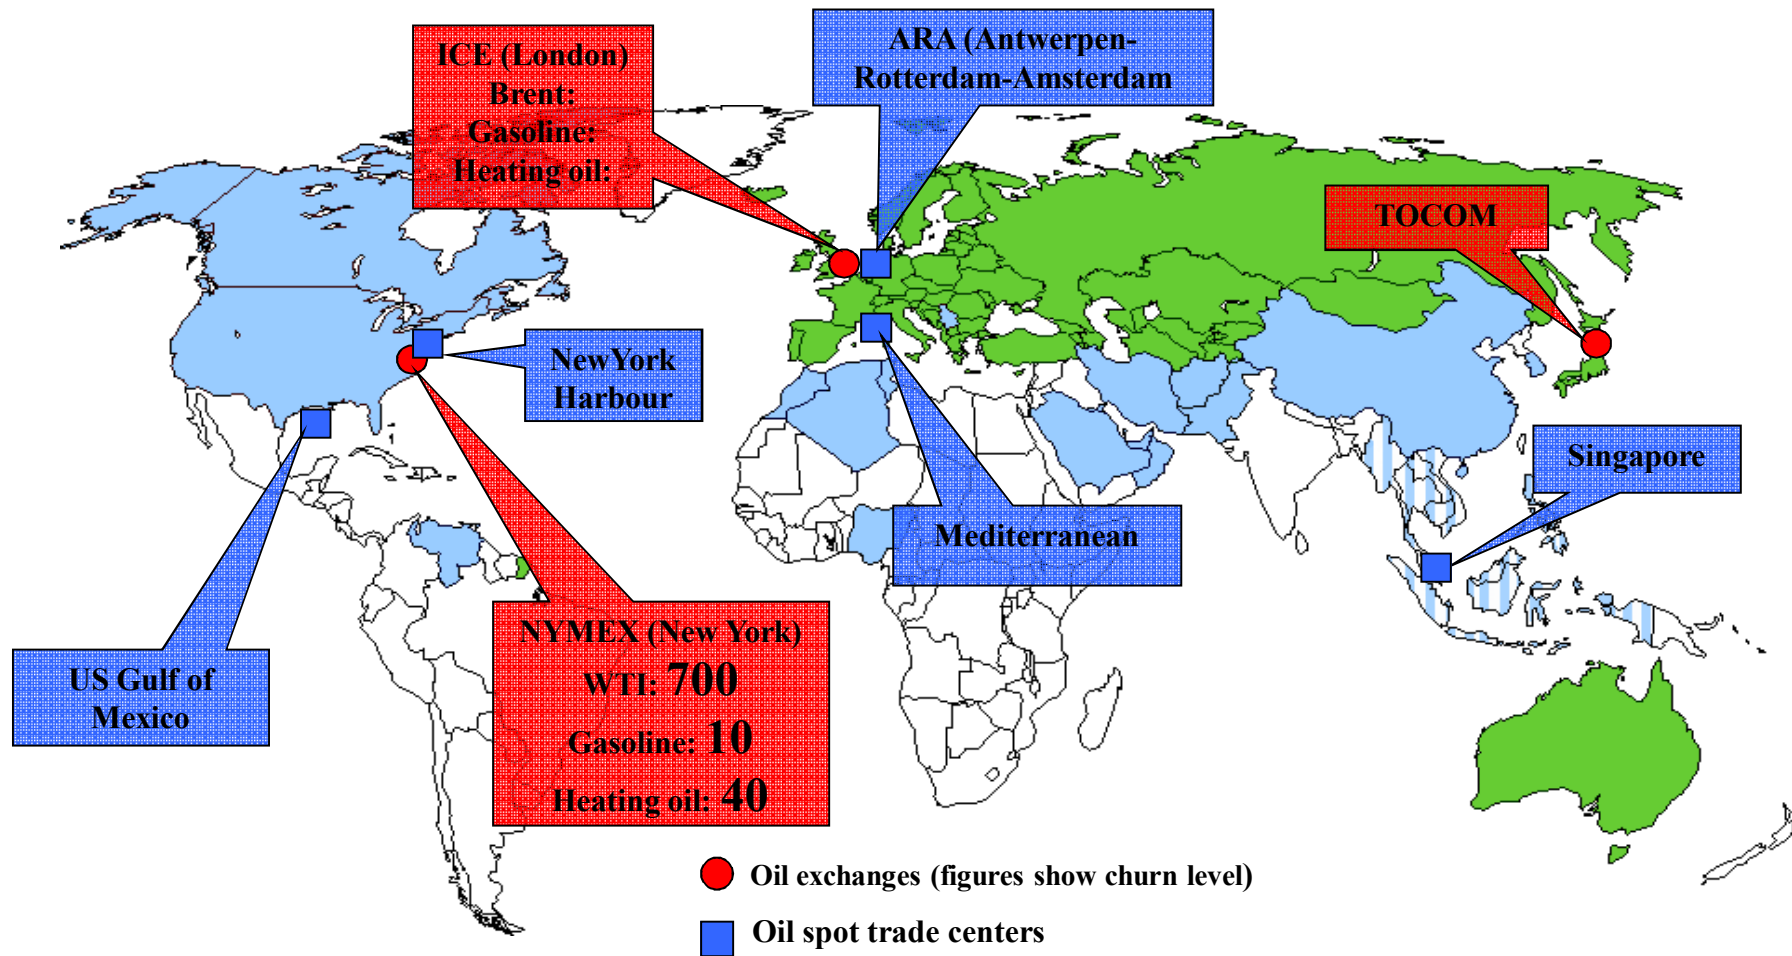 ICE (London)
Brent:
Gasoline:
Heating oil:
ARA (Antwerpen-
Rotterdam-Amsterdam
TOCOM
NewYork
Harbour
Singapore
Mediterranean
US Gulf of
Mexico
NYMEX (New York)
WTI: 700
Gasoline: 10
Heating oil: 40
Oil exchanges (figures show churn level)
Oil spot trade centers